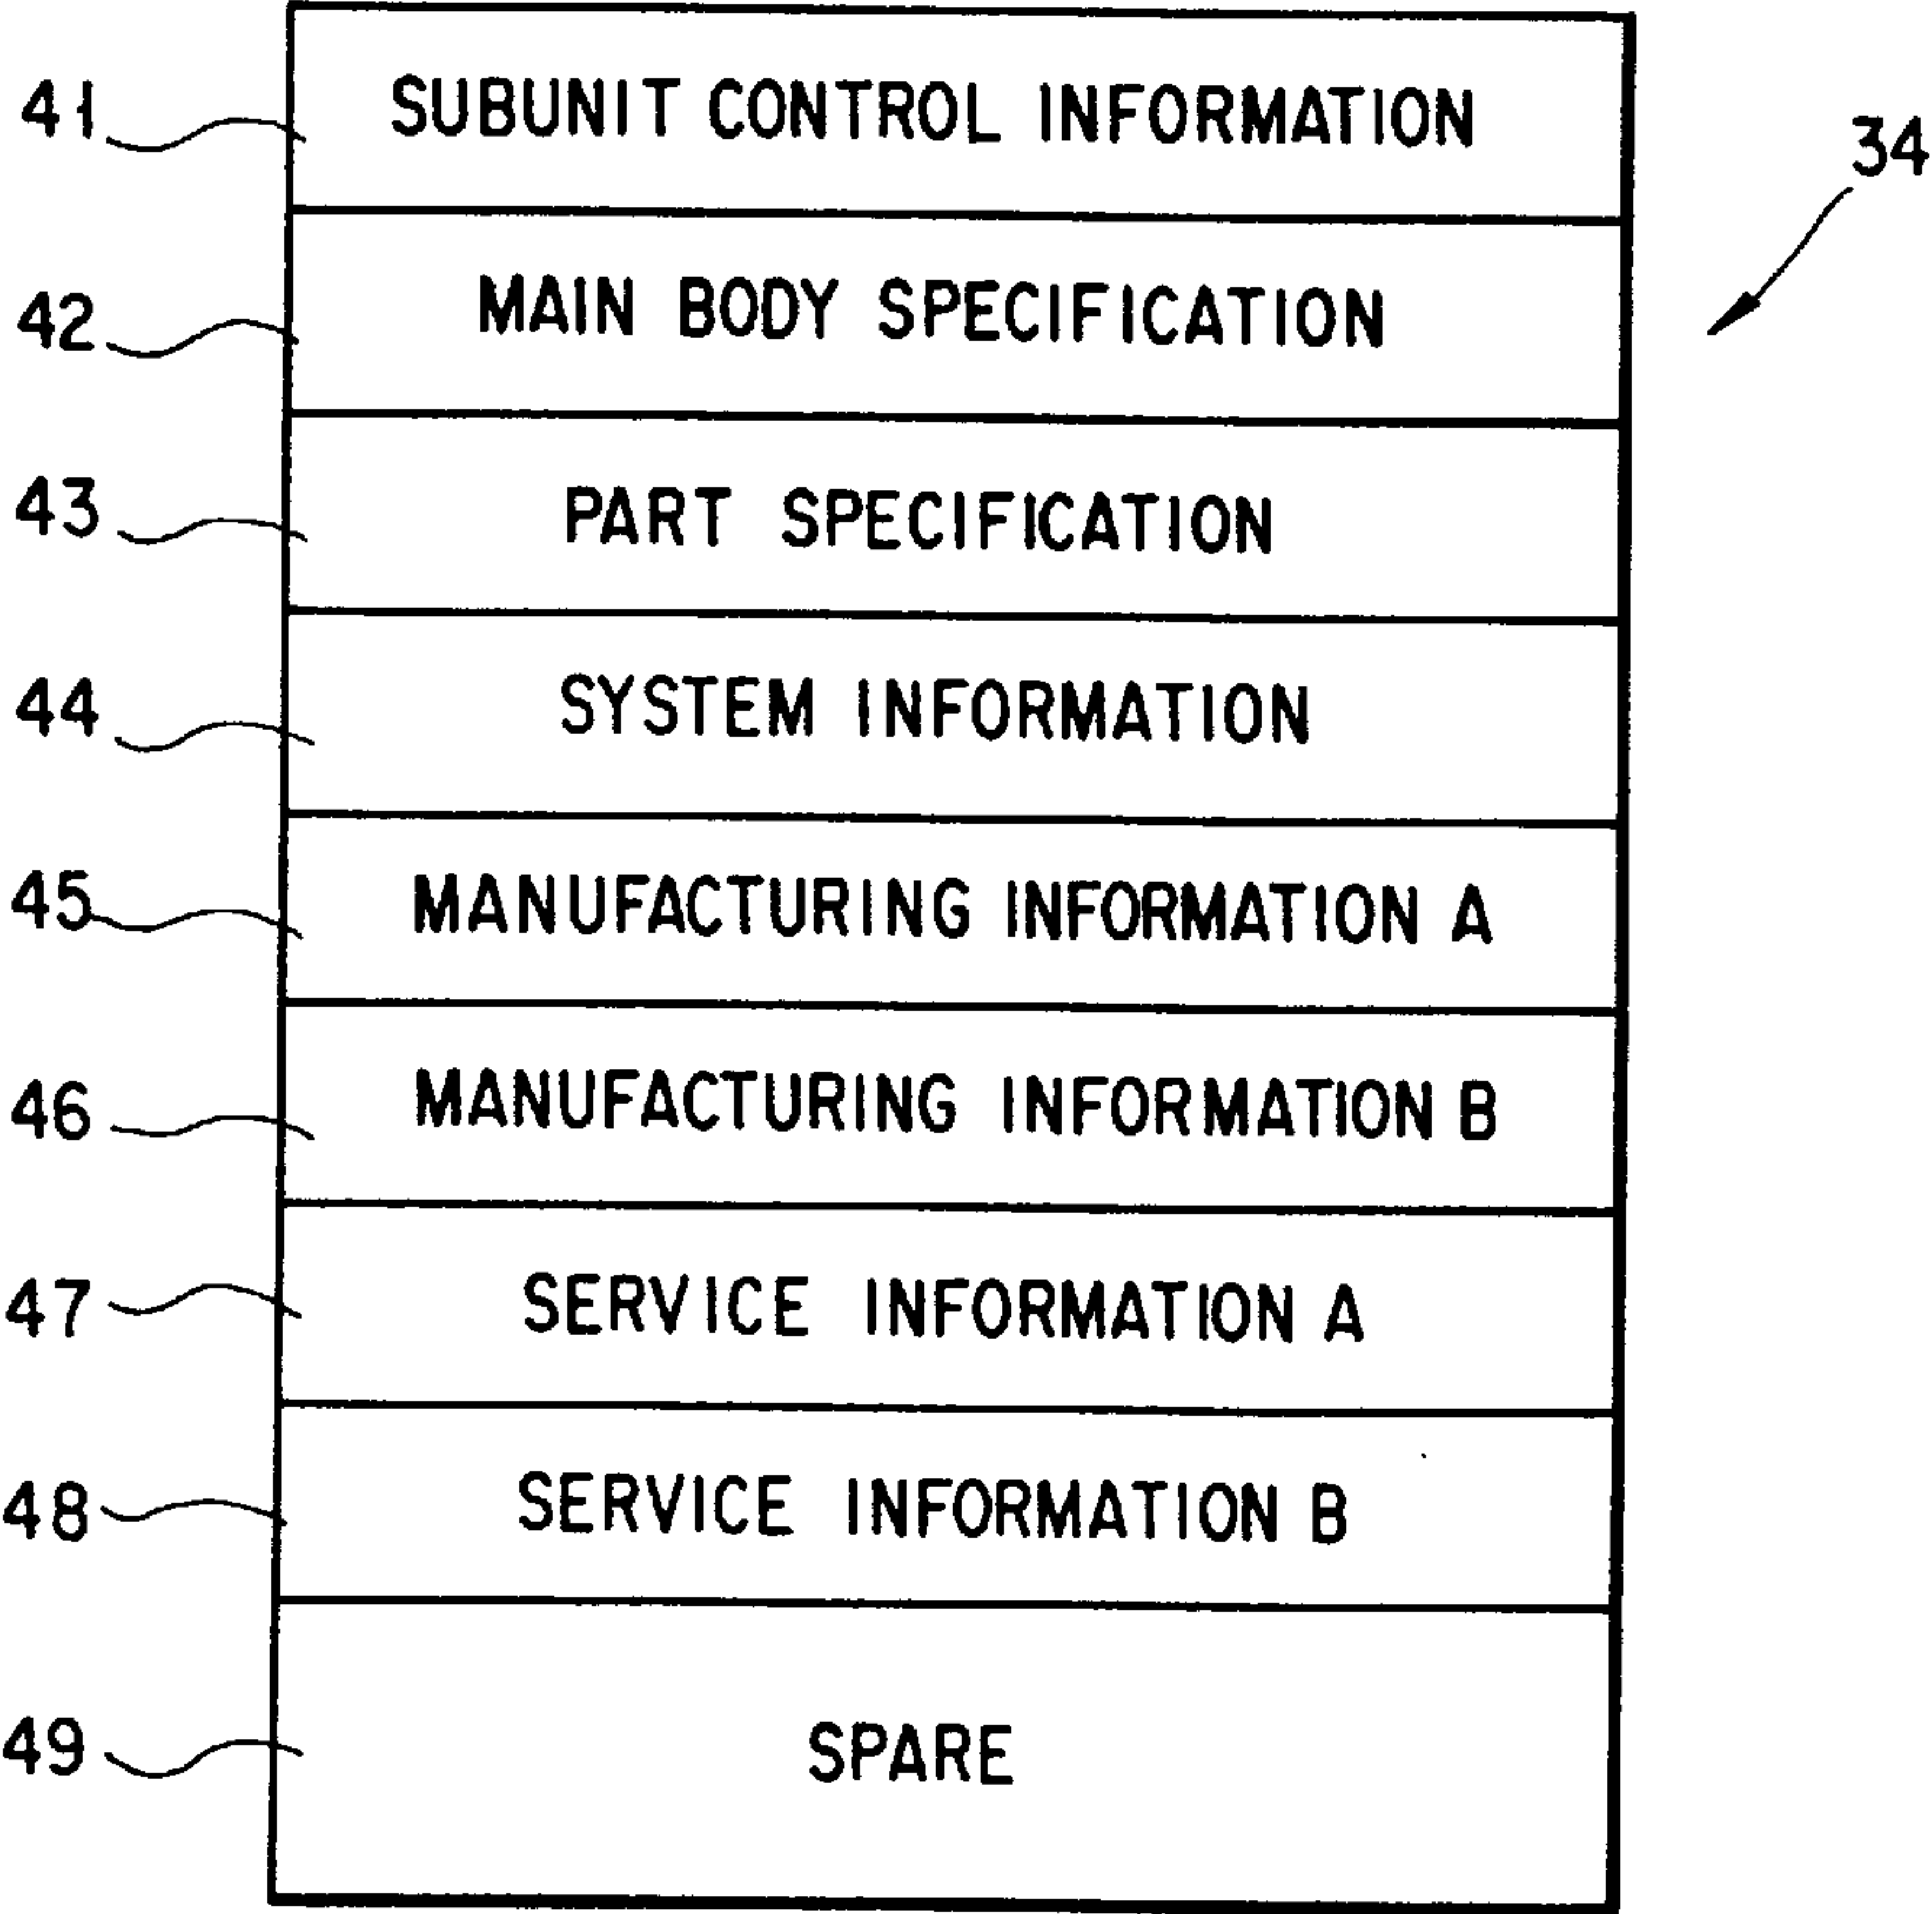 41 SUBUNIT CONTROL INFORMATION
34
42 MAIN BODY SPECIFICATION
43 PART SPECIFICATION
44 SYSTEM INFORMATION
45 MANUFACTURING INFORMATION A
46 MANUFACTURING INFORMATION B
47 SERVICE INFORMATION A
48 SERVICE INFORMATION B
49 SPARE